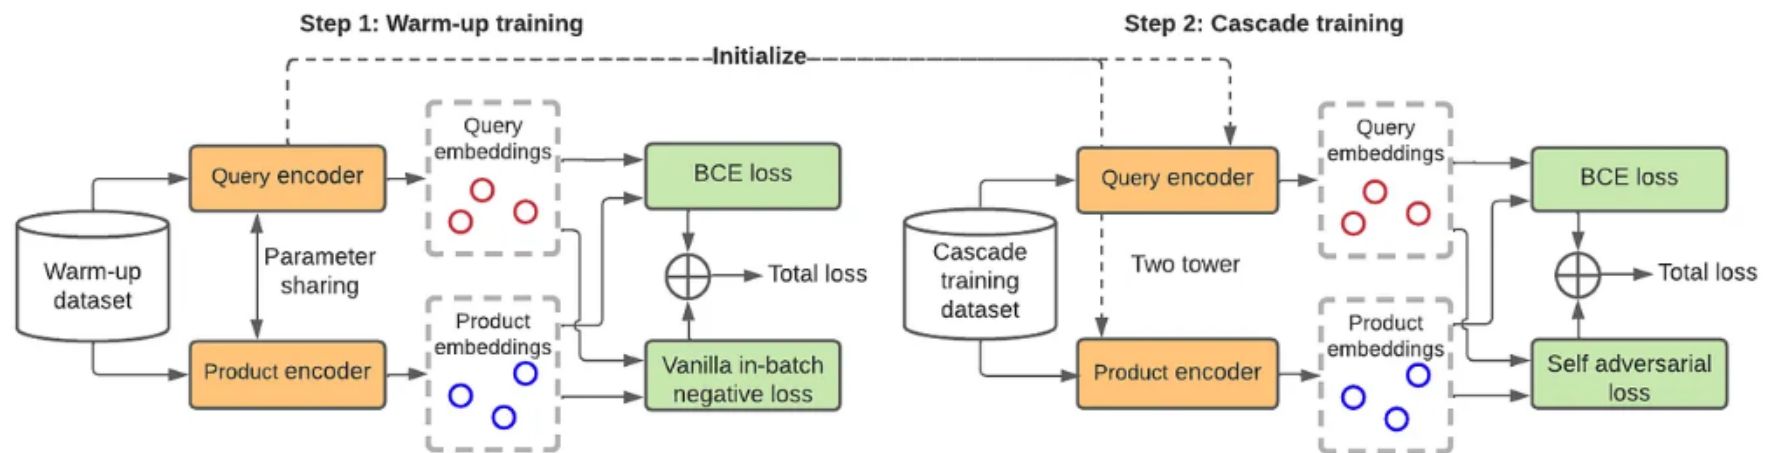 Step 1: Warm-up training
Step 2: Cascade training
Initialize
Query
embeddings
Query encoder
BCE loss
Warm-up
dataset
Parameter
sharing
Total loss
Product
embeddings
Product encoder
Vanilla in-batch
negative loss
Query
embeddings
Query encoder
BCE loss
Cascade
training
dataset
Two tower
Total loss
Product
embeddings
Product encoder
Self adversarial
loss